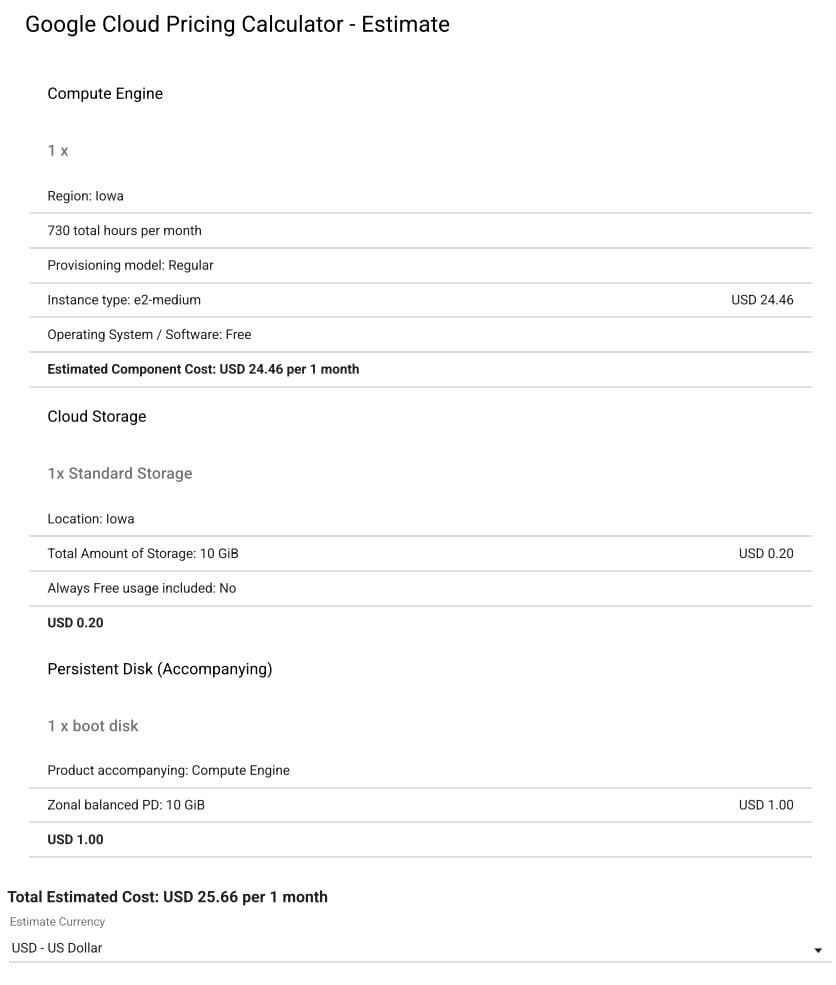 Google Cloud Pricing Calculator - Estimate
Compute Engine
1 x
Region: Iowa
730 total hours per month
Provisioning model: Regular
Instance type: e2-medium USD 24.46
Operating System / Software: Free
Estimated Component Cost: USD 24.46 per 1 month
Cloud Storage
1x Standard Storage
Location: Iowa
Total Amount of Storage: 10 GiB USD 0.20
Always Free usage included: No
USD 0.20
Persistent Disk (Accompanying)
1 x boot disk
Product accompanying: Compute Engine
Zonal balanced PD: 10 GiB USD 1.00
USD 1.00
Total Estimated Cost: USD 25.66 per 1 month
Estimate Currency
USD - US Dollar